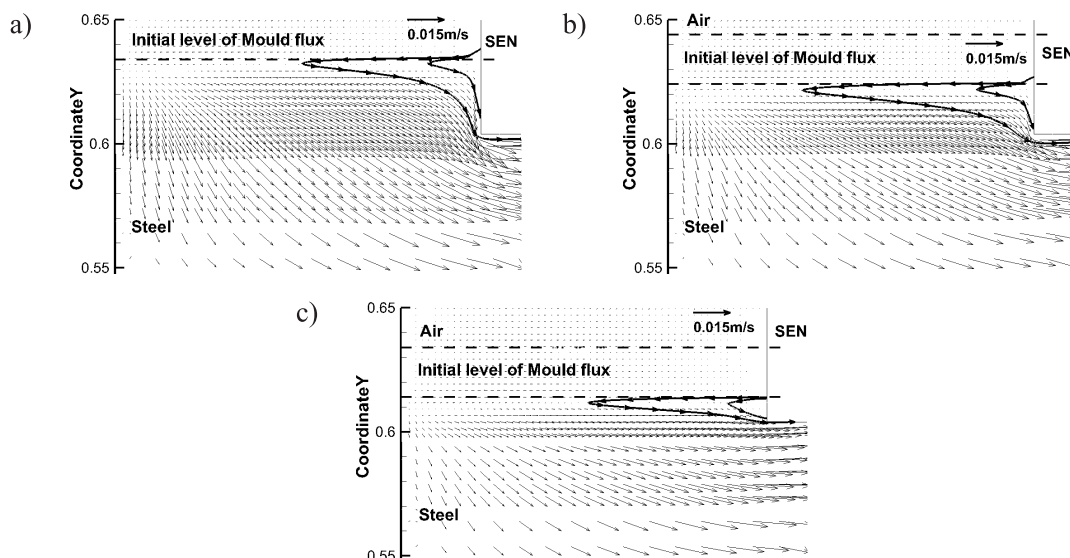 a)
0.65
0.015m/s
SEN
Initial level of Mould flux
CoordinateY
0.6
Steel
0.55
b)
0.65
Air
0.015m/s
SEN
Initial level of Mould flux
CoordinateY
0.6
Steel
0.55
c)
0.65
Air
0.015m/s
SEN
Initial level of Mould flux
CoordinateY
0.6
Steel
0.55